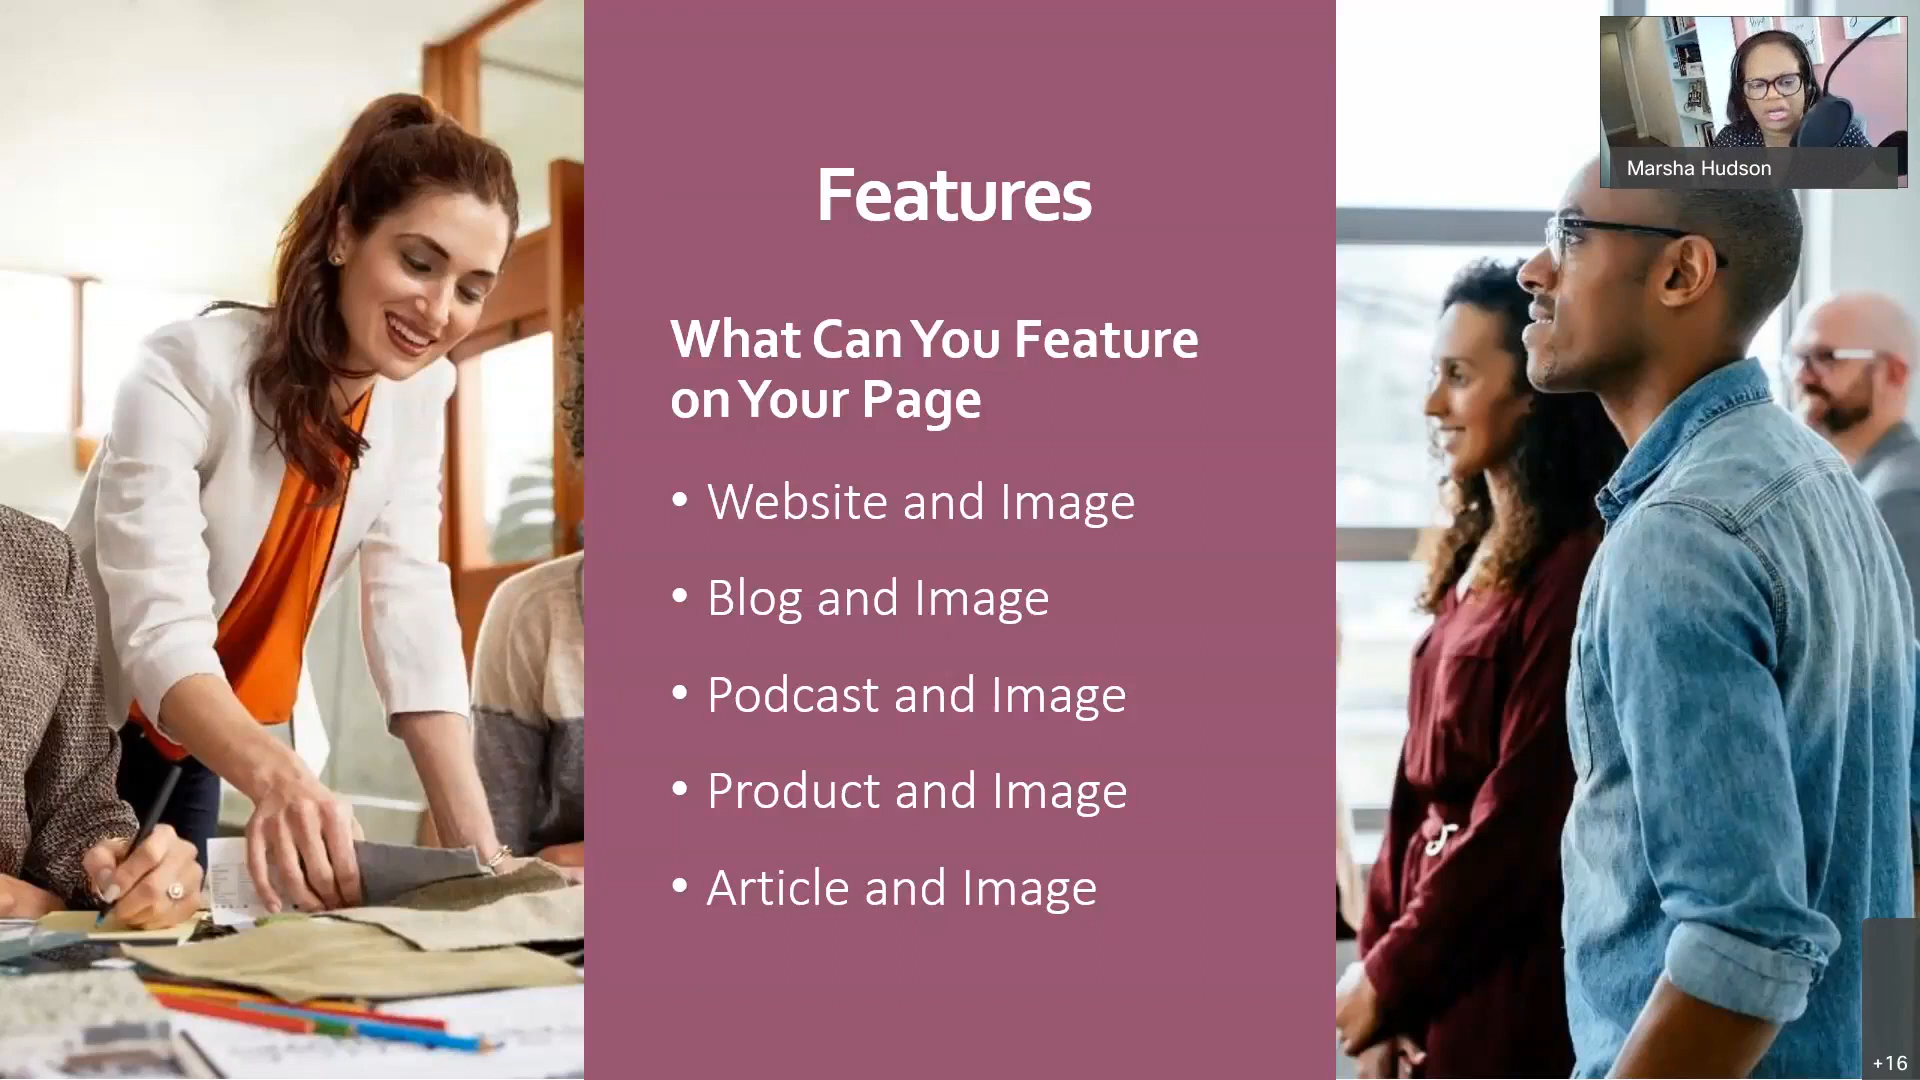 Marsha Hudson
Features
What Can You Feature
on Your Page
• Website and Image
• Blog and Image
• Podcast and Image
• Product and Image
• Article and Image
+16